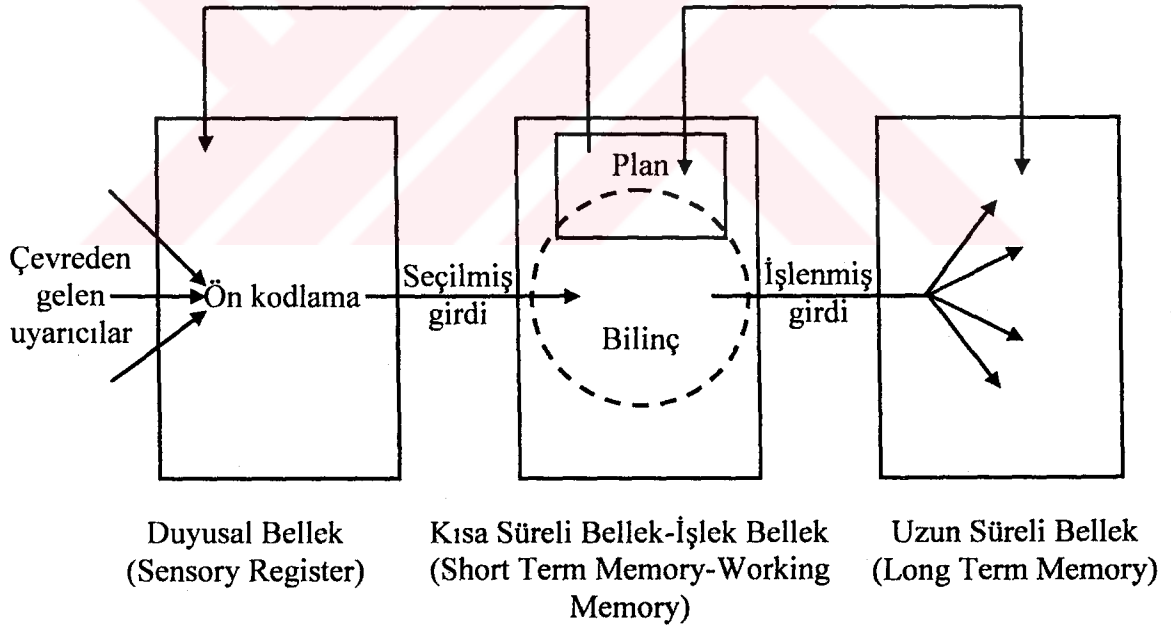 Plan
Çevreden
gelen
uyarıcılar
Ön kodlama
Seçilmiş
girdi
Bilinç
İşlenmiş
girdi
Duyusal Bellek
(Sensory Register)
Kısa Süreli Bellek-İşlek Bellek
(Short Term Memory-Working
Memory)
Uzun Süreli Bellek
(Long Term Memory)